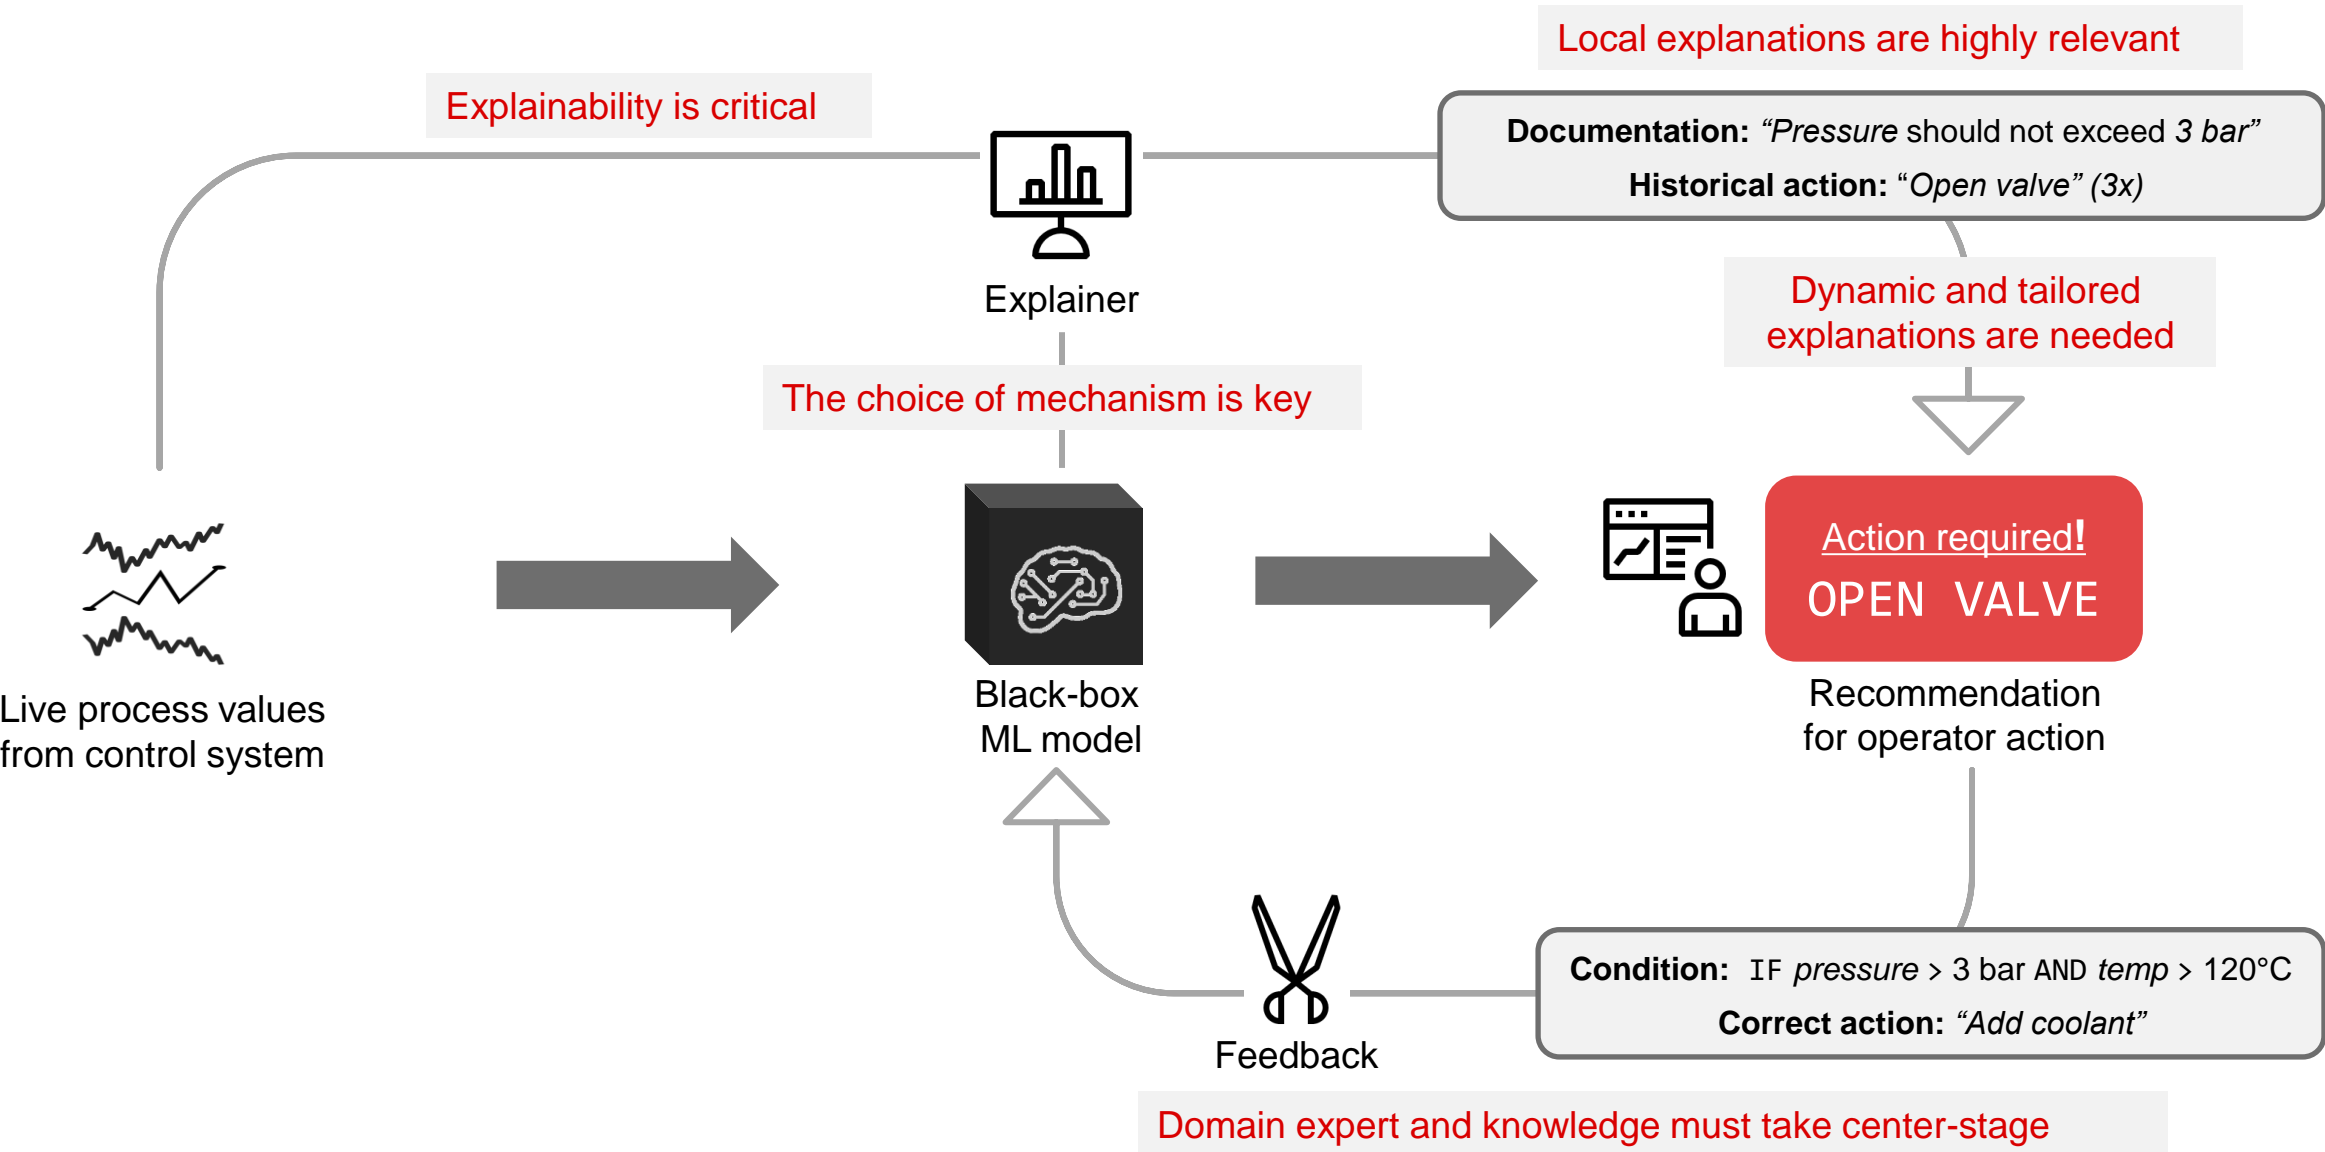 Local explanations are highly relevant
Explainability is critical
Documentation: “Pressure should not exceed 3 bar”
Historical action: “Open valve” (3x)
Explainer
Dynamic and tailored
explanations are needed
The choice of mechanism is key
Action required!
OPEN VALVE
Live process values
from control system
Black-box
ML model
Recommendation
for operator action
Condition: IF pressure > 3 bar AND temp > 120°C
Correct action: “Add coolant”
Feedback
Domain expert and knowledge must take center-stage